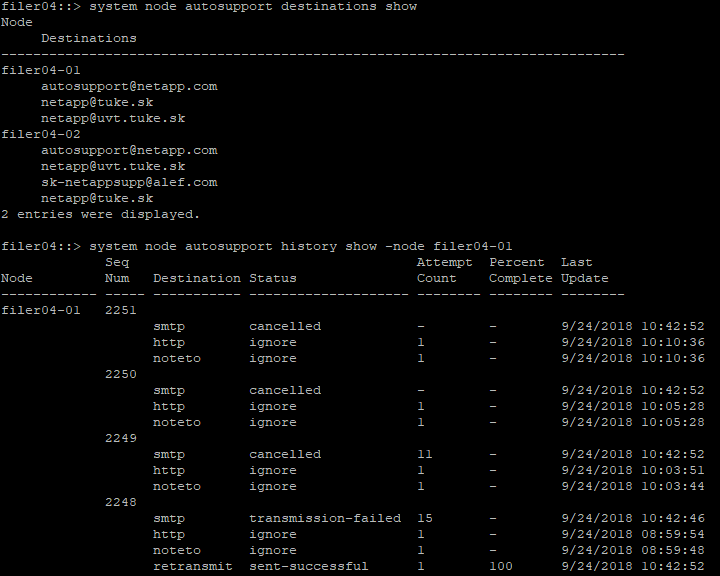 filer04::> system node autosupport destinations show
Node
     Destinations
------------------------------------------------------------------------------
filer04-01
     autosupport@netapp.com
     netapp@tuke.sk
     netapp@uvt.tuke.sk
filer04-02
     autosupport@netapp.com
     netapp@uvt.tuke.sk
     sk-netappsupp@alef.com
     netapp@tuke.sk
2 entries were displayed.

filer04::> system node autosupport history show -node filer04-01
             Seq                                    Attempt  Percent  Last
Node         Num   Destination Status               Count    Complete Update
------------ ----- ----------- -------------------- -------- -------- --------
filer04-01   2251
                   smtp        cancelled            -        -        9/24/2018 10:42:52
                   http        ignore               1        -        9/24/2018 10:10:36
                   noteto      ignore               1        -        9/24/2018 10:10:36
             2250
                   smtp        cancelled            -        -        9/24/2018 10:42:52
                   http        ignore               1        -        9/24/2018 10:05:28
                   noteto      ignore               1        -        9/24/2018 10:05:28
             2249
                   smtp        cancelled            11       -        9/24/2018 10:42:52
                   http        ignore               1        -        9/24/2018 10:03:51
                   noteto      ignore               1        -        9/24/2018 10:03:44
             2248
                   smtp        transmission-failed  15       -        9/24/2018 10:42:46
                   http        ignore               1        -        9/24/2018 08:59:54
                   noteto      ignore               1        -        9/24/2018 08:59:48
                   retransmit  sent-successful      1        100      9/24/2018 10:42:52